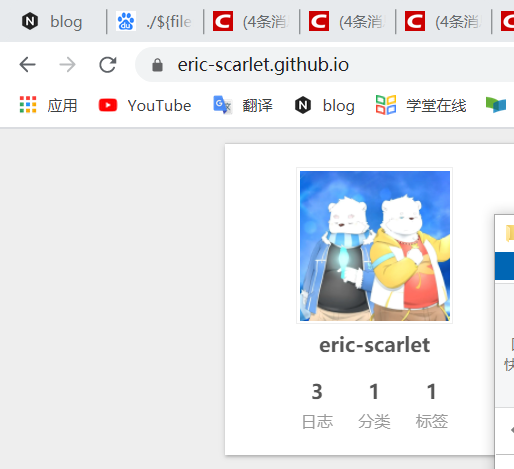 blog ./${file (4条消 (4条消 (4条消
eric-scarlet.github.io
应用 YouTube 翻译 blog 学堂在线
eric-scarlet
3 1 1
日志 分类 标签